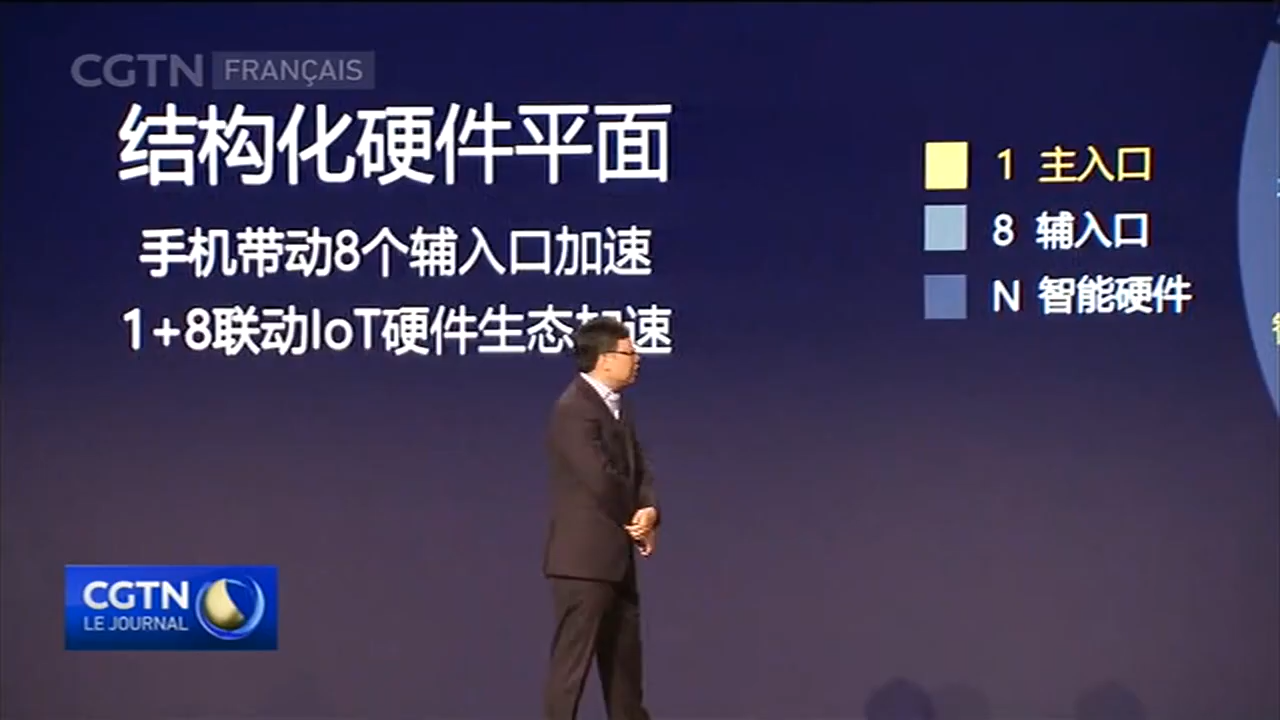 CGTN FRANÇAIS
结构化硬件平面
手机带动8个辅入口加速
1+8联动IoT硬件生态加速
1 主入口
8 辅入口
N 智能硬件
CGTN
LE JOURNAL